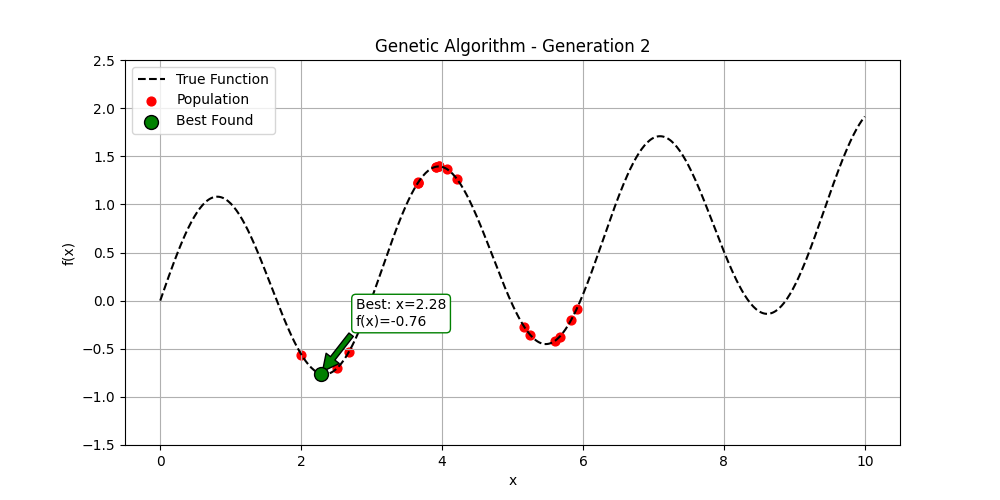 Genetic Algorithm - Generation 2
2.5
2.0
1.5
1.0
0.5
0.0
−0.5
−1.0
−1.5
f(x)
True Function
Population
Best Found
Best: x=2.28
f(x)=-0.76
0
2
4
6
8
10
x